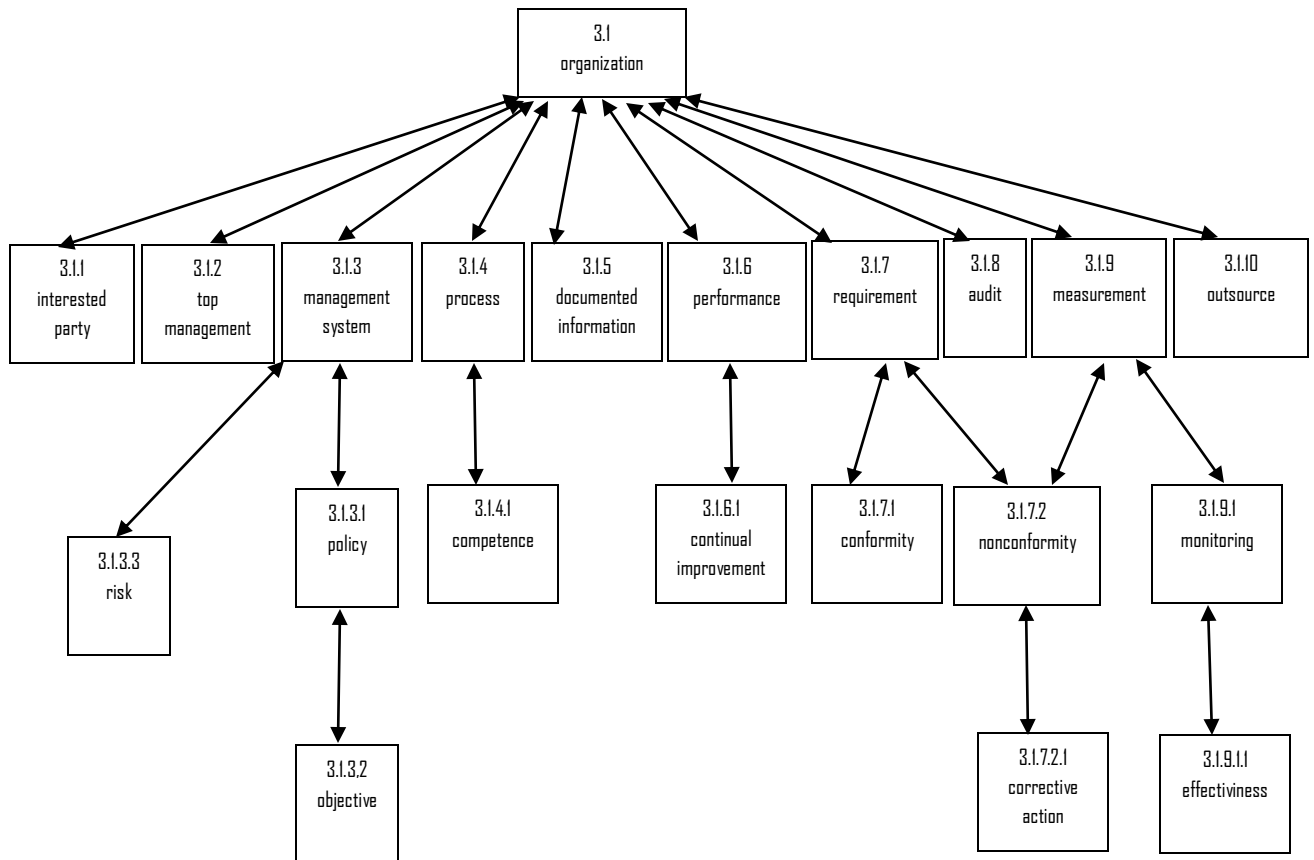 3.1
organization
3.1.1
interested
party
3.1.2
top
management
3.1.3
management
system
3.1.4
process
3.1.5
documented
information
3.1.6
performance
3.1.7
requirement
3.1.8
audit
3.1.9
measurement
3.1.10
outsource
3.1.3.3
risk
3.1.3.1
policy
3.1.4.1
competence
3.1.6.1
continual
improvement
3.1.7.1
conformity
3.1.7.2
nonconformity
3.1.9.1
monitoring
3.1.3,2
objective
3.1.7.2.1
corrective
action
3.1.9.1.1
effectiviness